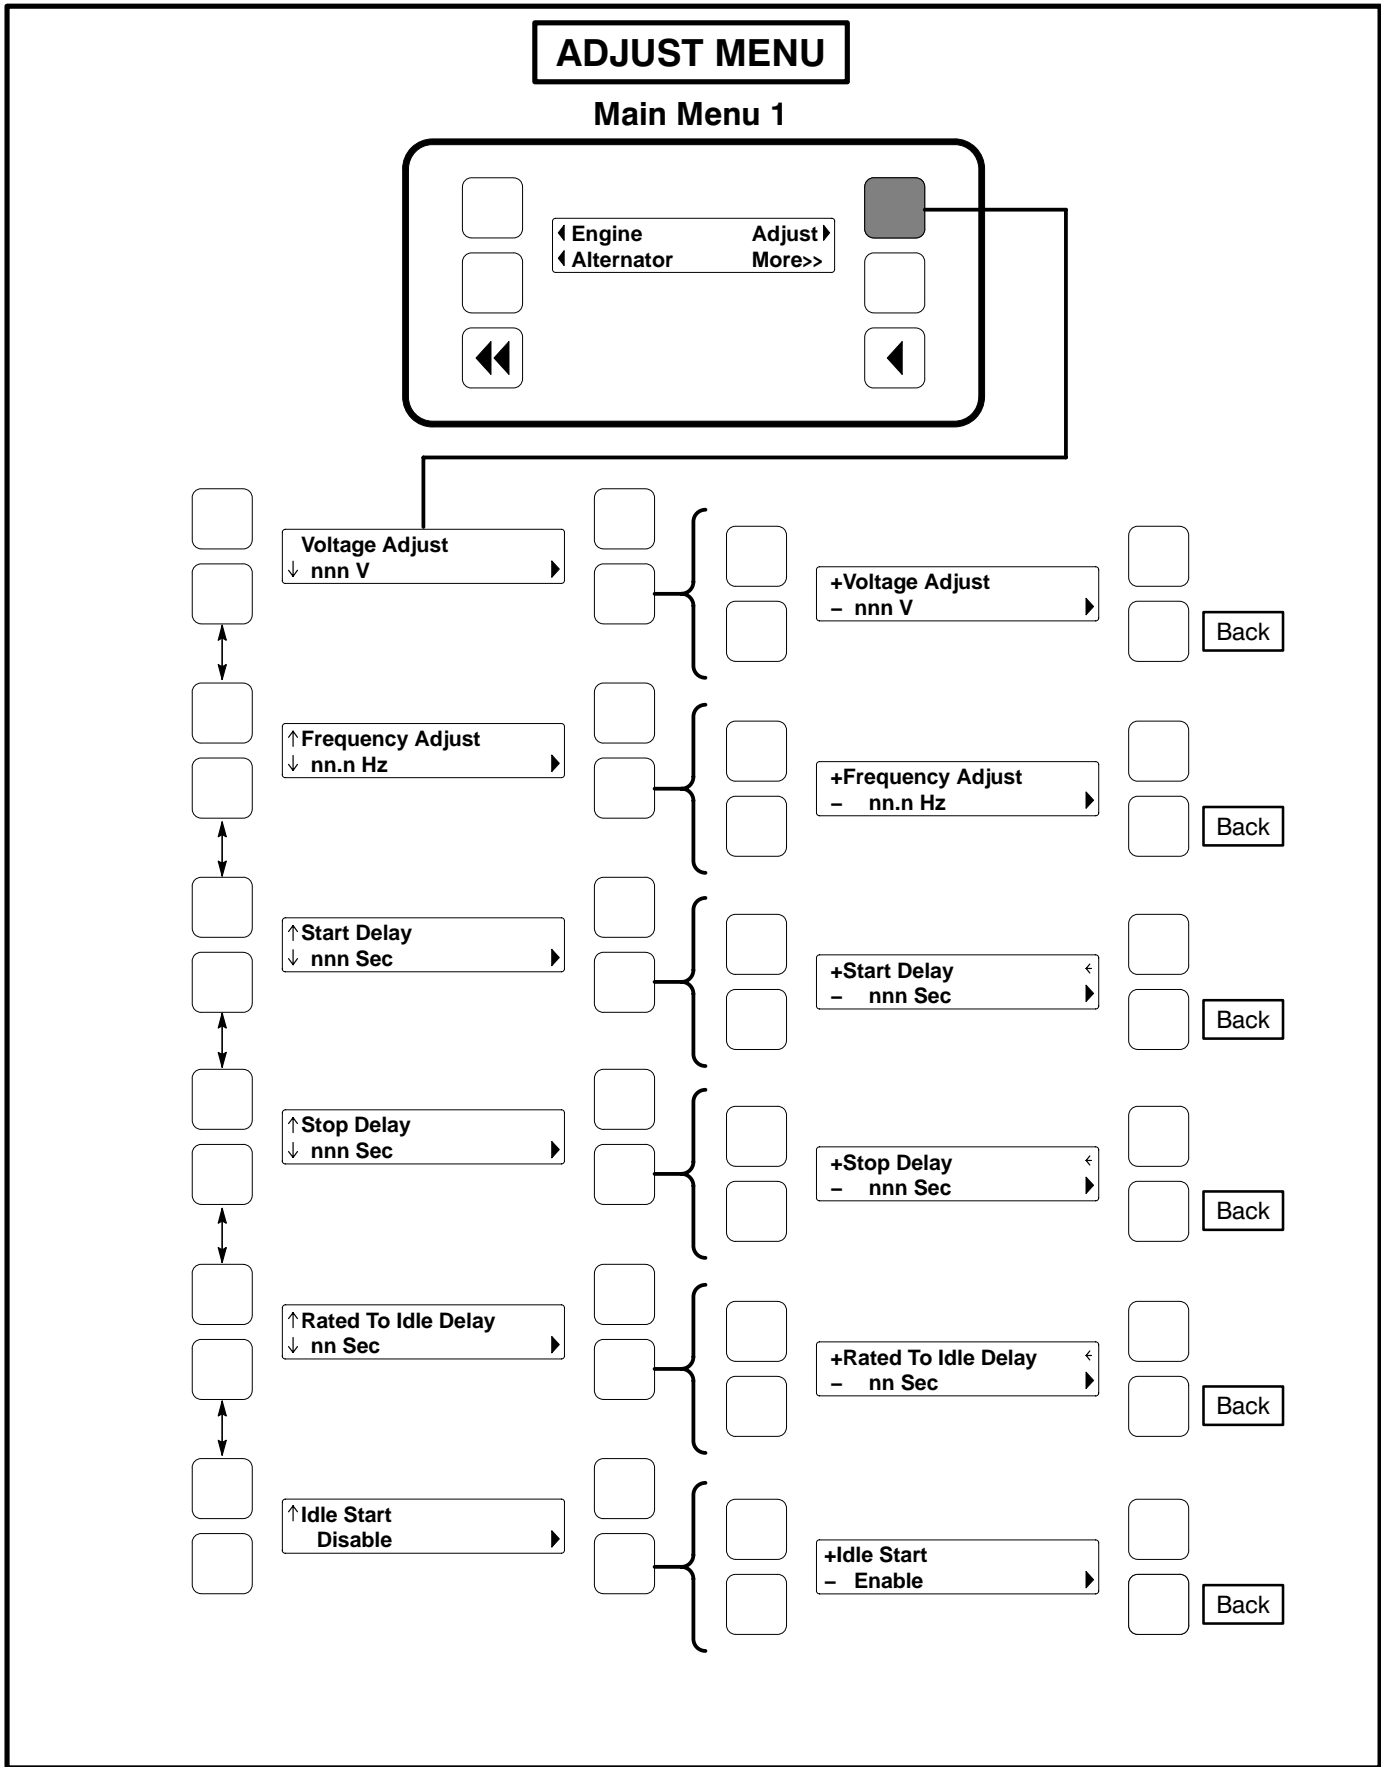 ADJUST MENU
Main Menu 1
Engine Adjust
Alternator More>>
Voltage Adjust
↓ nnn V
+Voltage Adjust
– nnn V
Back
↑Frequency Adjust
↓ nn.n Hz
+Frequency Adjust
– nn.n Hz
Back
↑Start Delay
↓ nnn Sec
+Start Delay ←
– nnn Sec
Back
↑Stop Delay
↓ nnn Sec
+Stop Delay ←
– nnn Sec
Back
↑Rated To Idle Delay
↓ nn Sec
+Rated To Idle Delay ←
– nn Sec
Back
↑Idle Start
Disable
+Idle Start
– Enable
Back